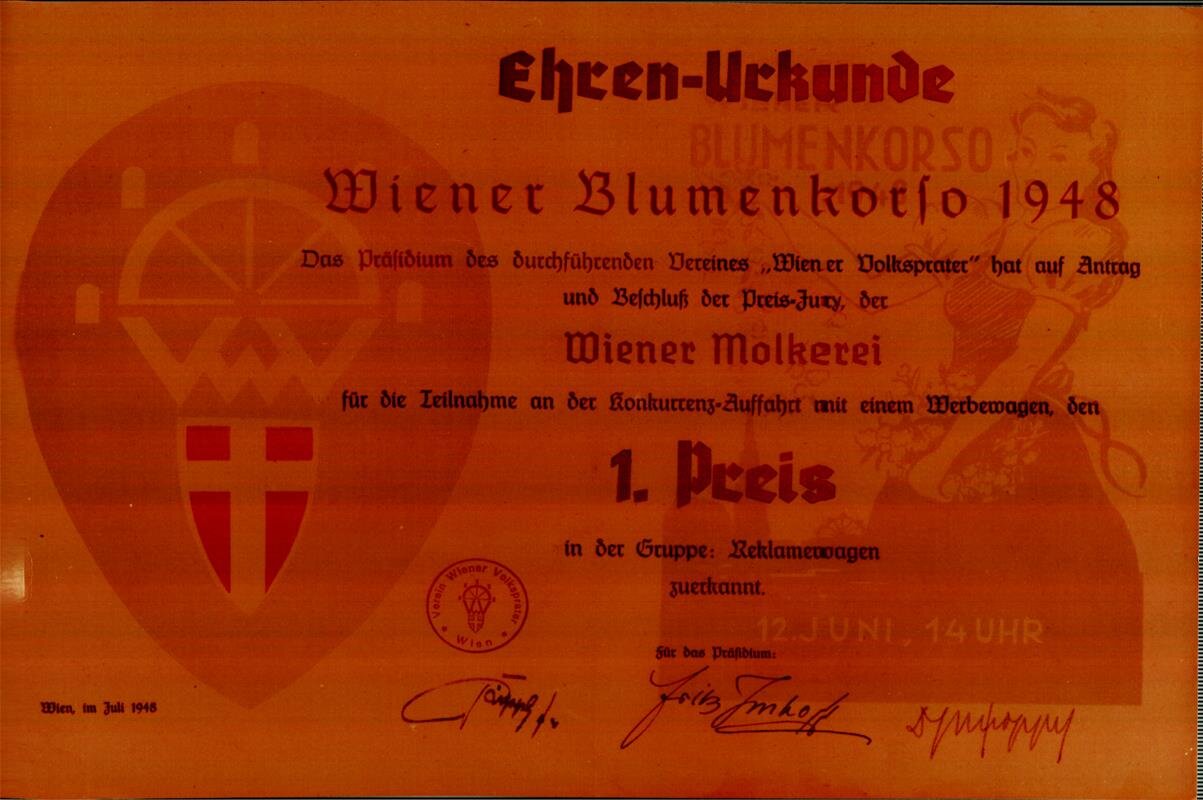 Ehren-Urkunde
BLUMENKORSO
1948
Wiener Blumenkorso 1948
Das Präsidium des durchführenden Vereines „Wiener Volksprater" hat auf Antrag
und Beschluß der Preis-Jury, der
Wiener Molkerei
für die Teilnahme an der Konkurrenz-Auffahrt mit einem Werbewagen, den
1. Preis
in der Gruppe: Reklamewagen
zuerkannt.
Verein Wiener Volksprater
Wien
12. JUNI, 14 UHR
Für das Präsidium:
Fritz Imhoff
Wien, im Juli 1948